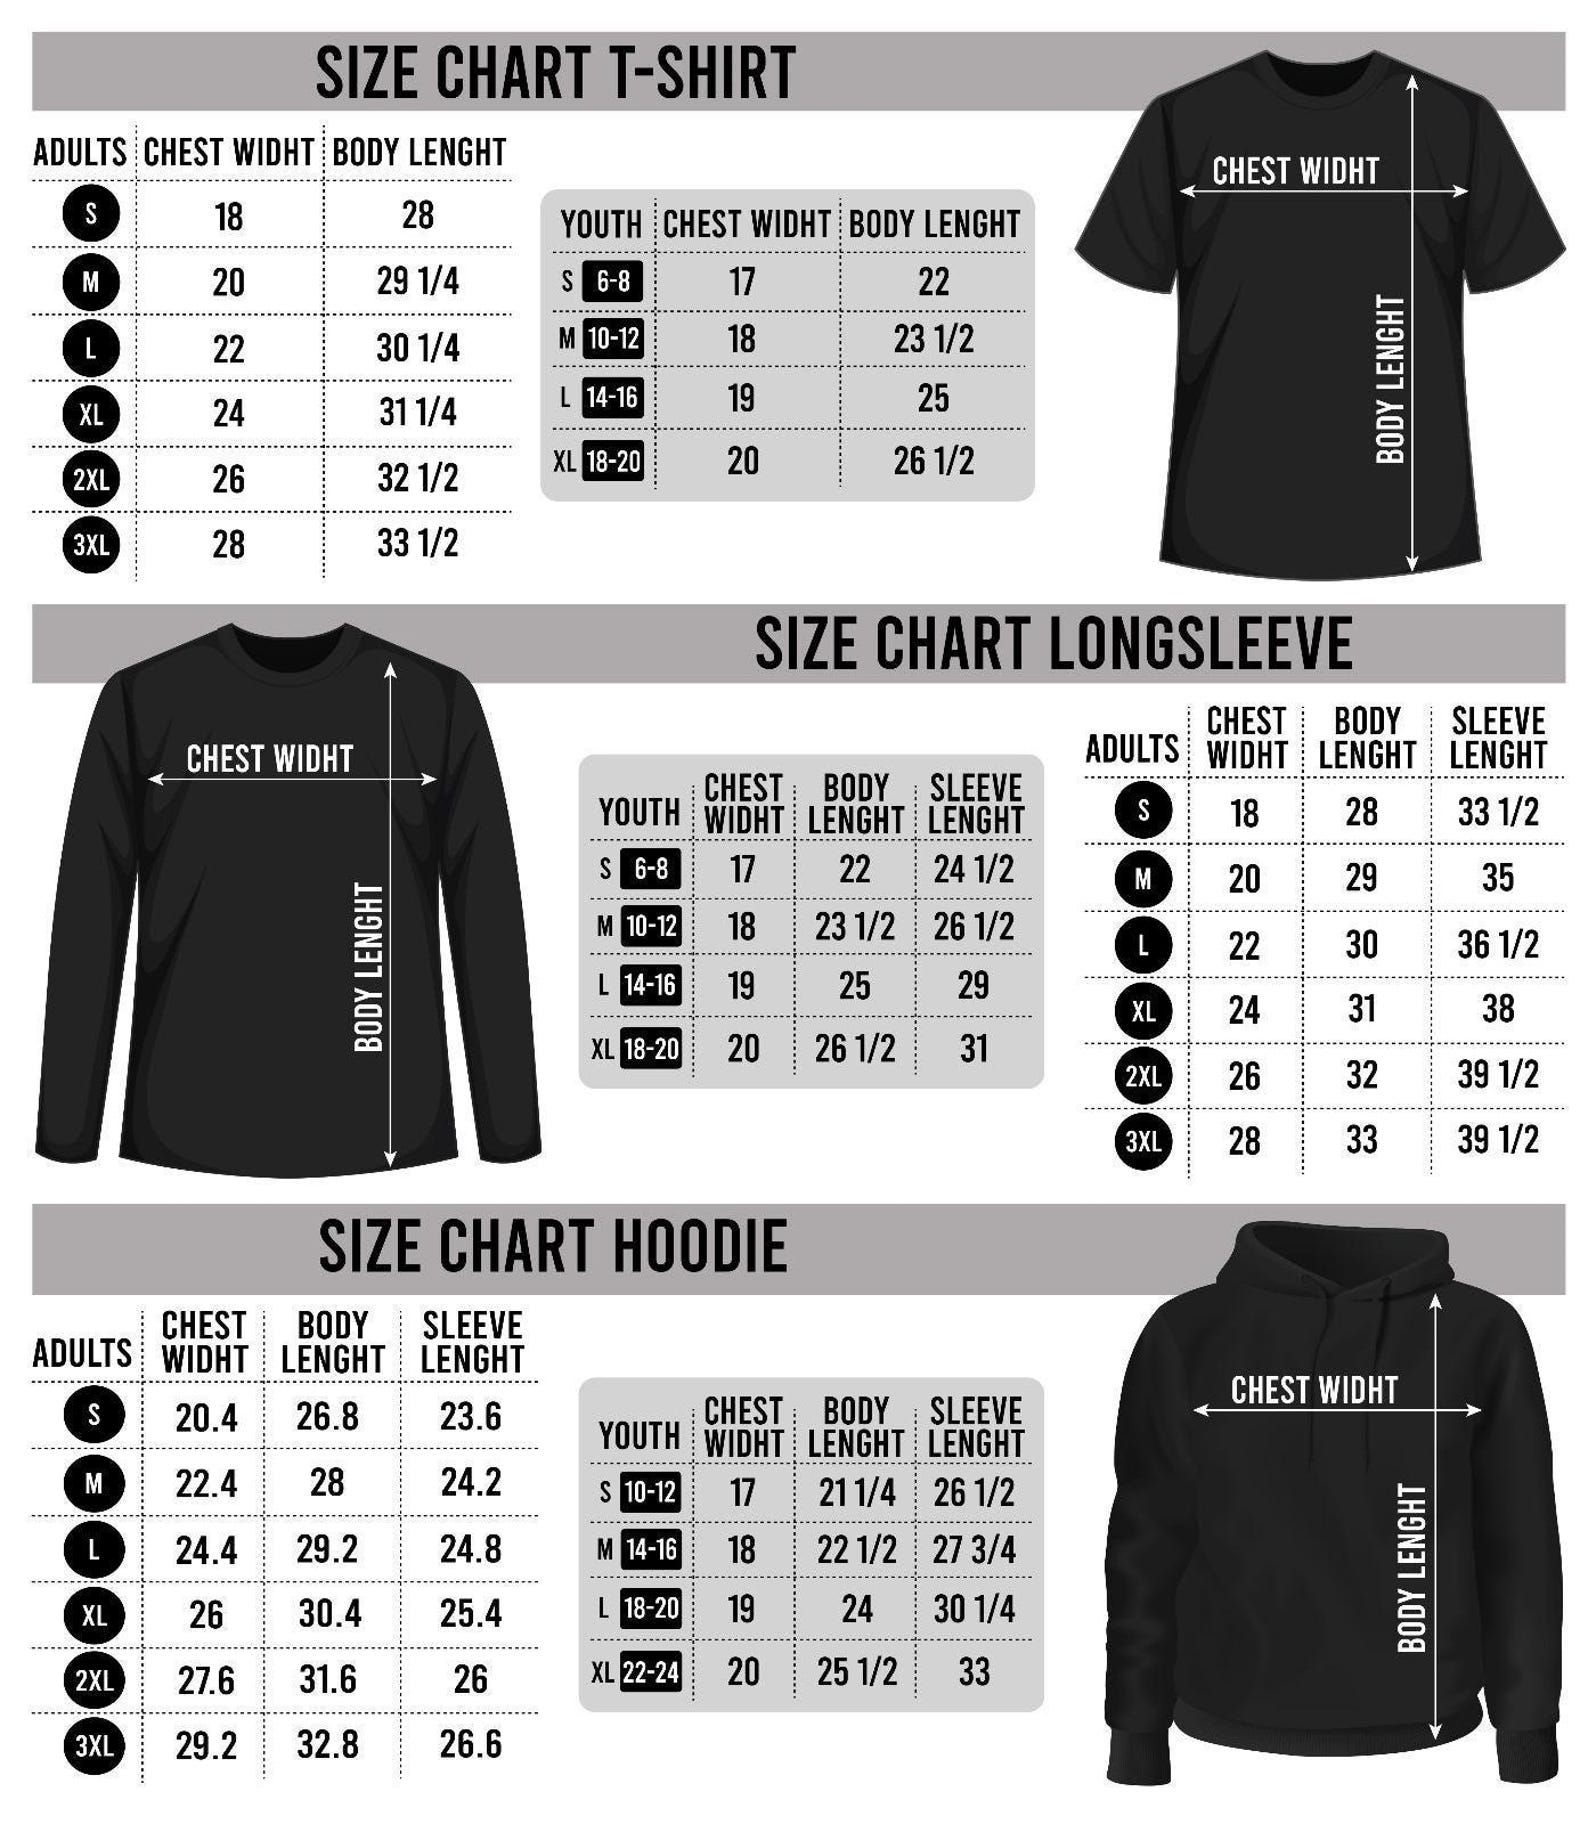 SIZE CHART T-SHIRT
ADULTS CHEST WIDHT BODY LENGHT
S 18 28
M 20 29 1/4
L 22 30 1/4
XL 24 31 1/4
2XL 26 32 1/2
3XL 28 33 1/2
YOUTH CHEST WIDHT BODY LENGHT
S 6-8 17 22
M 10-12 18 23 1/2
L 14-16 19 25
XL 18-20 20 26 1/2
CHEST WIDHT
BODY LENGHT
SIZE CHART LONGSLEEVE
CHEST WIDHT
BODY LENGHT
CHEST BODY SLEEVE
YOUTH WIDHT LENGHT LENGHT
S 6-8 17 22 24 1/2
M 10-12 18 23 1/2 26 1/2
L 14-16 19 25 29
XL 18-20 20 26 1/2 31
CHEST BODY SLEEVE
ADULTS WIDHT LENGHT LENGHT
S 18 28 33 1/2
M 20 29 35
L 22 30 36 1/2
XL 24 31 38
2XL 26 32 39 1/2
3XL 28 33 39 1/2
SIZE CHART HOODIE
CHEST BODY SLEEVE
ADULTS WIDHT LENGHT LENGHT
S 20.4 26.8 23.6
M 22.4 28 24.2
L 24.4 29.2 24.8
XL 26 30.4 25.4
2XL 27.6 31.6 26
3XL 29.2 32.8 26.6
CHEST BODY SLEEVE
YOUTH WIDHT LENGHT LENGHT
S 10-12 17 21 1/4 26 1/2
M 14-16 18 22 1/2 27 3/4
L 18-20 19 24 30 1/4
XL 22-24 20 25 1/2 33
CHEST WIDHT
BODY LENGHT